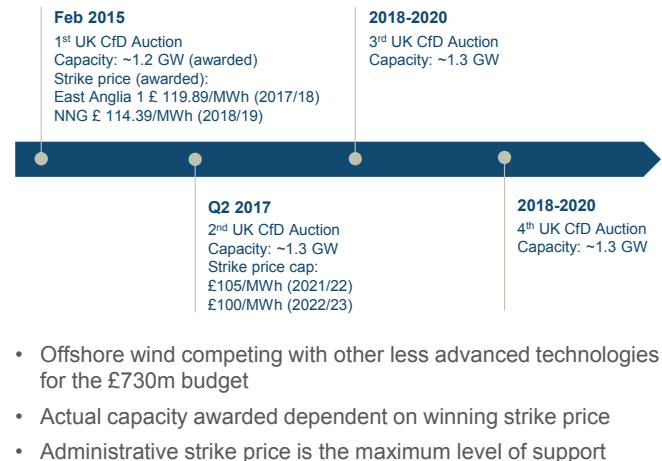 Feb 2015
1st UK CfD Auction
Capacity: ~1.2 GW (awarded)
Strike price (awarded):
East Anglia 1 £ 119.89/MWh (2017/18)
NNG £ 114.39/MWh (2018/19)
2018-2020
3rd UK CfD Auction
Capacity: ~1.3 GW
Q2 2017
2nd UK CfD Auction
Capacity: ~1.3 GW
Strike price cap:
£105/MWh (2021/22)
£100/MWh (2022/23)
2018-2020
4th UK CfD Auction
Capacity: ~1.3 GW
• Offshore wind competing with other less advanced technologies
for the £730m budget
• Actual capacity awarded dependent on winning strike price
• Administrative strike price is the maximum level of support